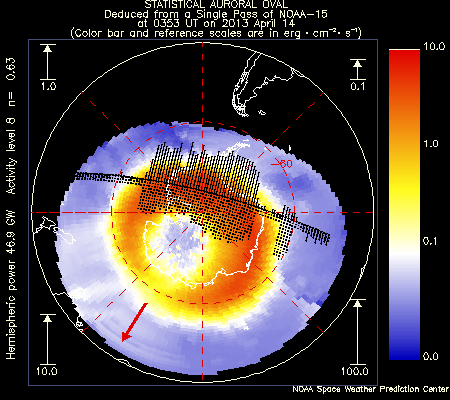 STATISTICAL AURORAL OVAL
Deduced from a Single Pass of NOAA-15
at 0353 UT on 2013 April 14
(Color bar and reference scales are in erg·cm⁻²·s⁻¹)
1.0
0.1
10.0
1.0
0.1
0.0
-60
10.0
100.0
Hemispheric power 46.9 GW Activity level 8 n= 0.63
NOAA Space Weather Prediction Center